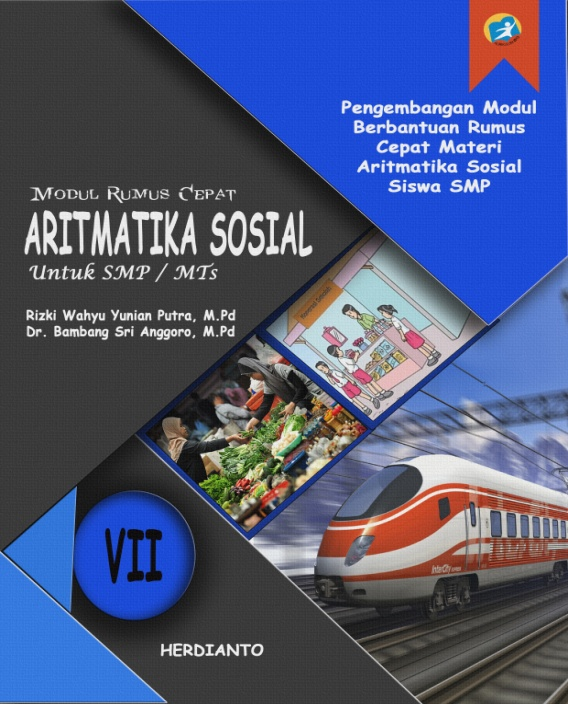 Pengembangan Modul
Berbantuan Rumus
Cepat Materi
Aritmatika Sosial
Siswa SMP
MODUL RUMUS CEPAT
ARITMATIKA SOSIAL
Untuk SMP / MTs
Rizki Wahyu Yunian Putra, M.Pd
Dr. Bambang Sri Anggoro, M.Pd
InterCity
VII
HERDIANTO